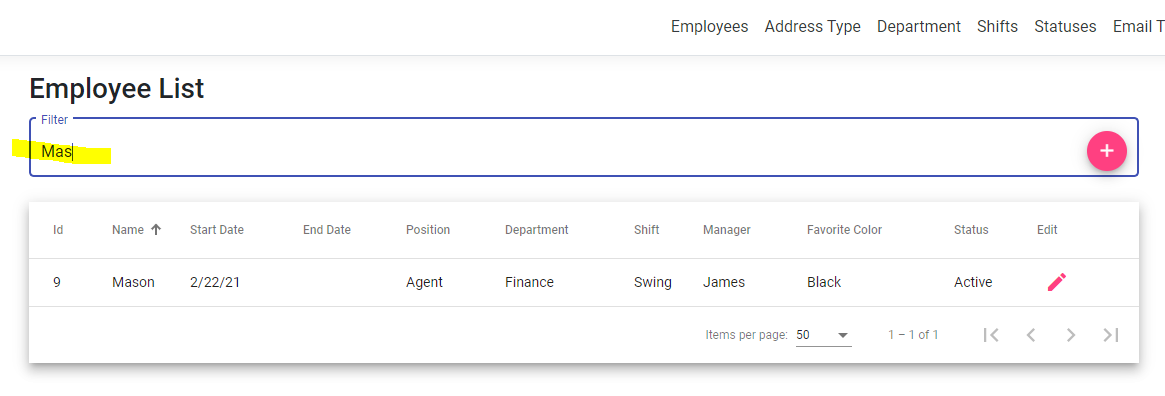 Employees Address Type Department Shifts Statuses Email T
Employee List
Filter
Mas
+
Id Name Start Date End Date Position Department Shift Manager Favorite Color Status Edit
9 Mason 2/22/21 Agent Finance Swing James Black Active
Items per page: 50 1 – 1 of 1